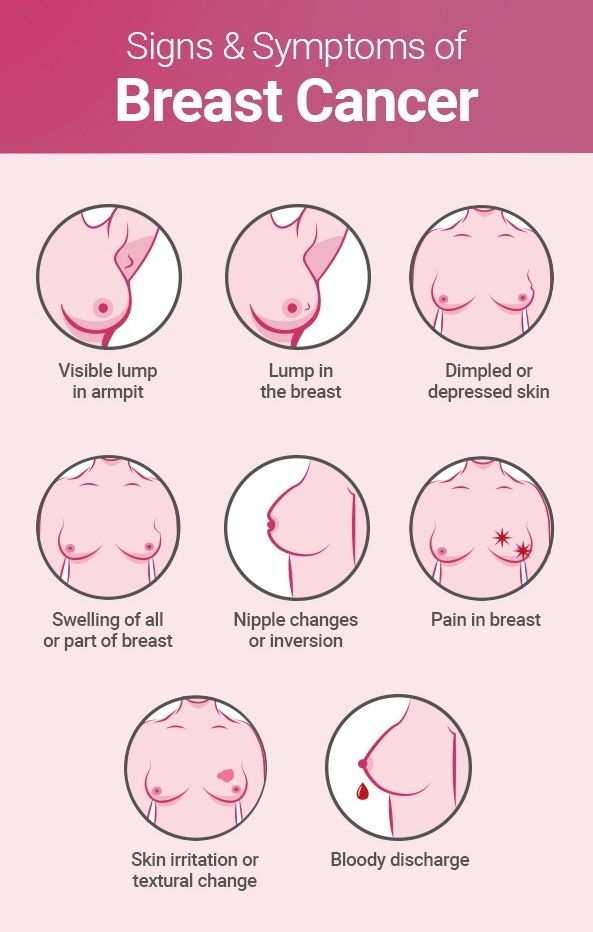 Signs & Symptoms of
Breast Cancer
Visible lump
in armpit
Lump in
the breast
Dimpled or
depressed skin
Swelling of all
or part of breast
Nipple changes
or inversion
Pain in breast
Skin irritation or
textural change
Bloody discharge